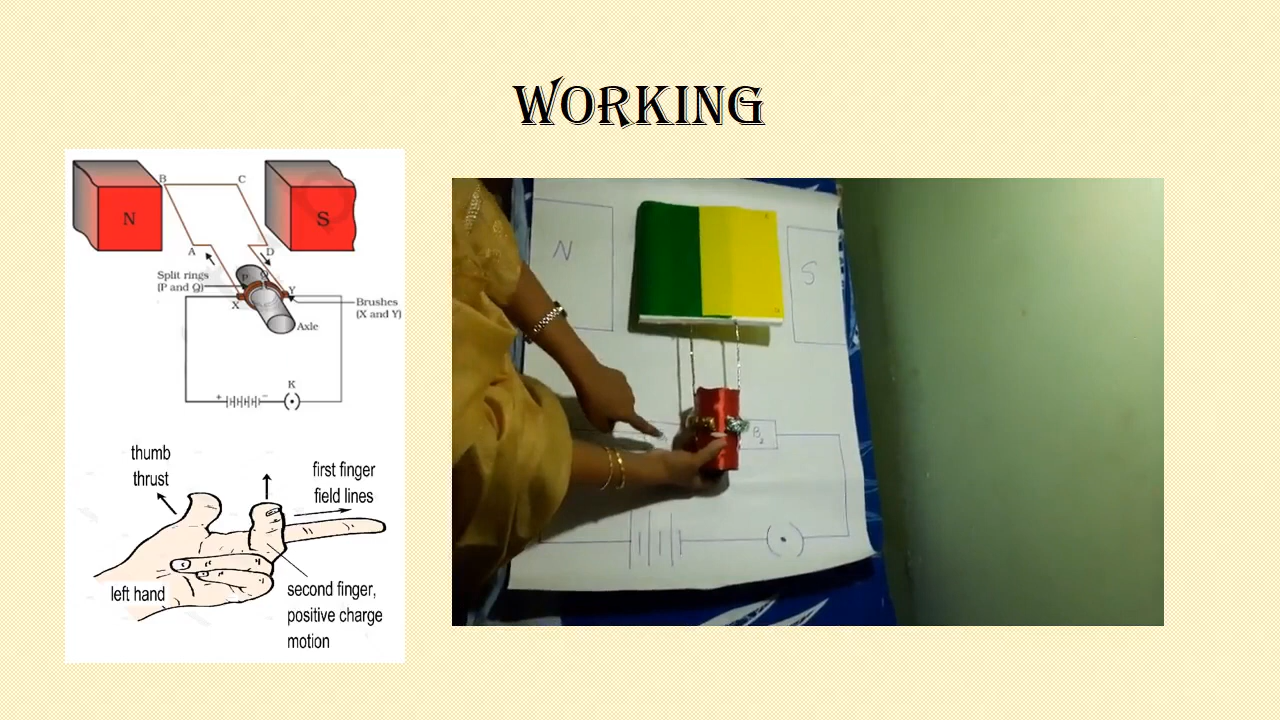 WORKING
N
S
B
C
A
D
Split rings
(P and Q)
P
Q
X
Y
Brushes
(X and Y)
Axle
K
+
−
thumb
thrust
first finger
field lines
left hand
second finger,
positive charge
motion
N
S
B2